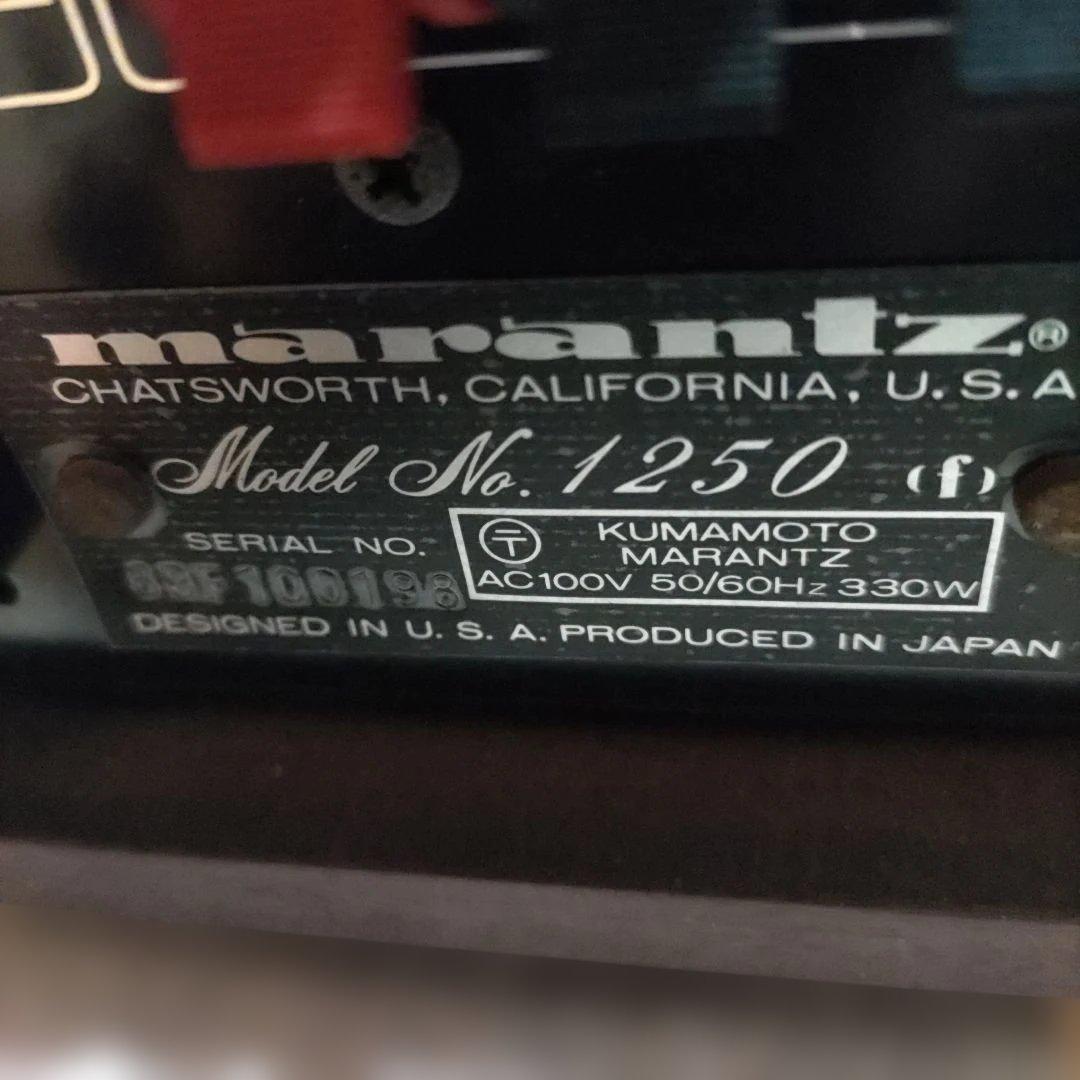 marantz®
CHATSWORTH, CALIFORNIA, U.S.A
Model No. 1250 (f)
SERIAL NO.
KUMAMOTO
MARANTZ
AC100V 50/60Hz 330W
DESIGNED IN U.S.A. PRODUCED IN JAPAN